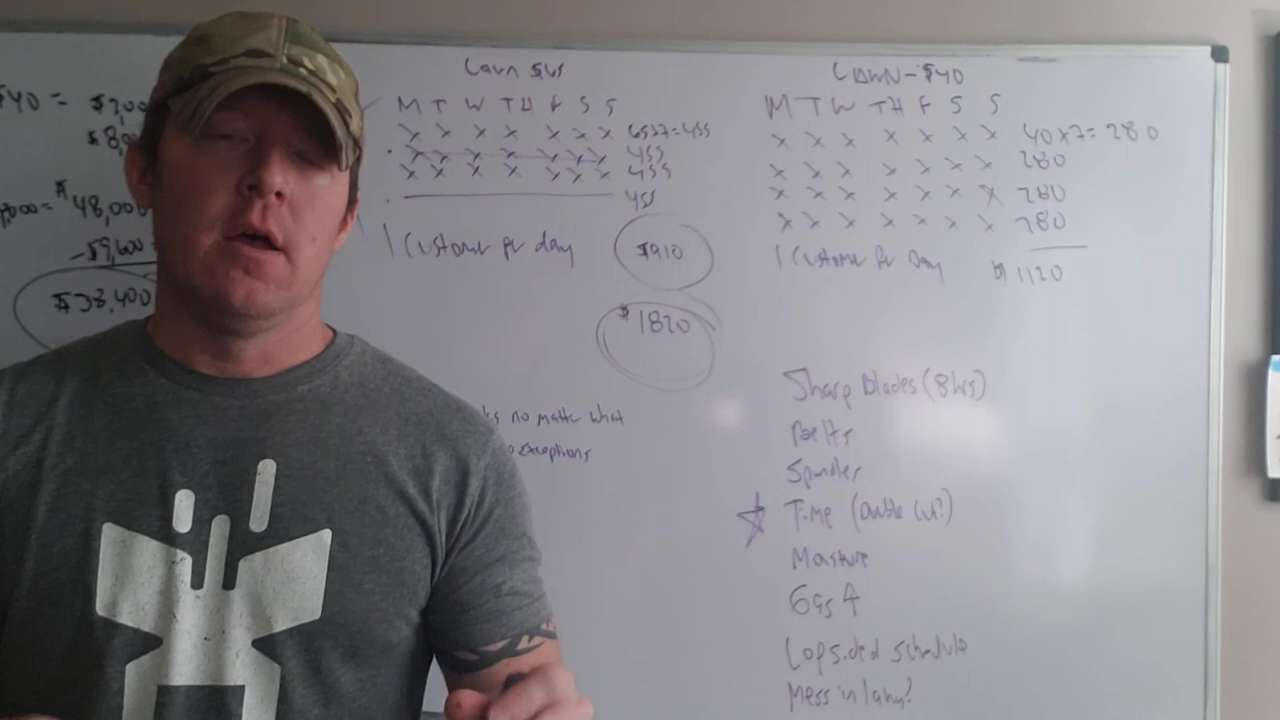 $40 = $7,00
$8,0
,000= $48,000
-$9,600
$38,400
Lawn $65
M T W TH F S S
x x x x x x x 65x7=455
x x x x x x x 455
x x x x x x x 455
455
1 Customer per day
$910
$1820
no matter what
exceptions
LAWN-$40
M T W TH F S S
x x x x x x x 40x7=280
x x x x x x x 280
x x x x x x x 280
x x x x x x x 280
1 Customer Per Day $1120
Sharp Blades (8hrs)
Belts
Spindles
Time (Double Cut?)
Moisture
Gas ↑
Lopsided schedule
Mess in lawn?